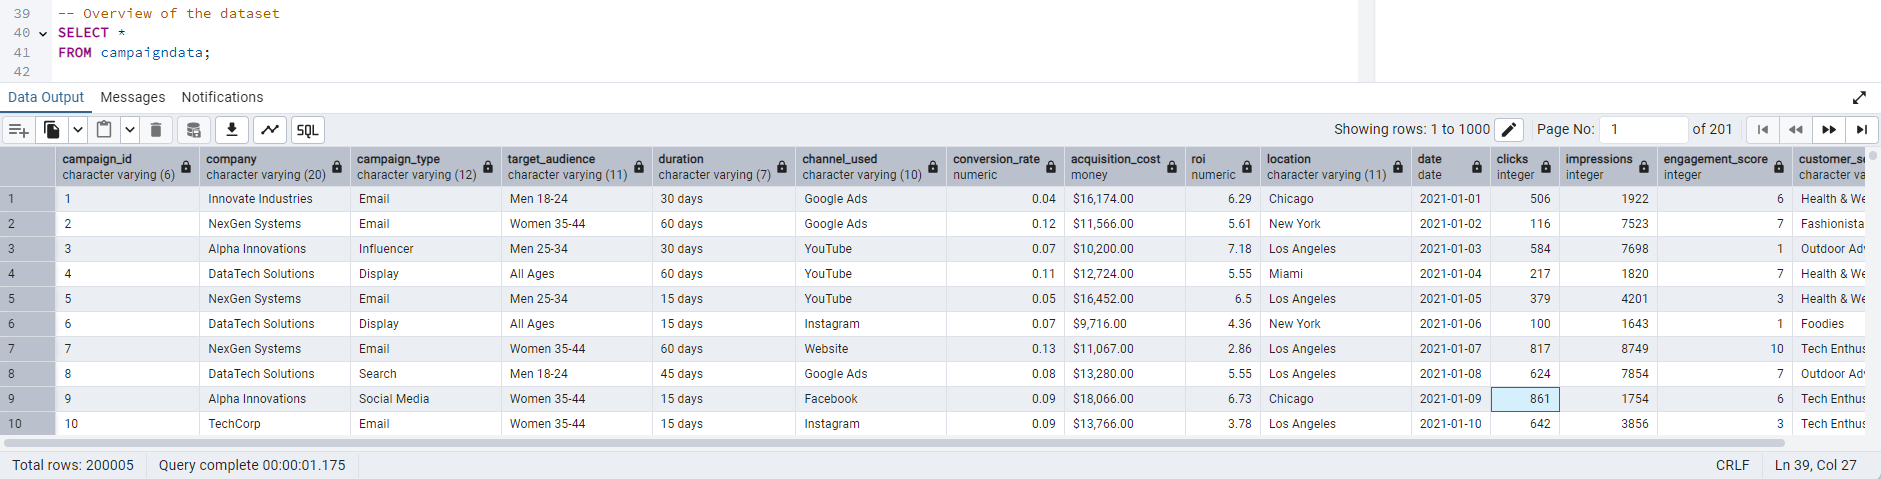 39 -- Overview of the dataset
40 SELECT *
41 FROM campaigndata;
42
Data Output Messages Notifications
SQL Showing rows: 1 to 1000 Page No: 1 of 201
campaign_id company campaign_type target_audience duration channel_used conversion_rate acquisition_cost roi location date clicks impressions engagement_score customer_s
character varying (6) character varying (20) character varying (12) character varying (11) character varying (7) character varying (10) numeric money numeric character varying (11) date integer integer integer character va
1 1 Innovate Industries Email Men 18-24 30 days Google Ads 0.04 $16,174.00 6.29 Chicago 2021-01-01 506 1922 6 Health & We
2 2 NexGen Systems Email Women 35-44 60 days Google Ads 0.12 $11,566.00 5.61 New York 2021-01-02 116 7523 7 Fashionista
3 3 Alpha Innovations Influencer Men 25-34 30 days YouTube 0.07 $10,200.00 7.18 Los Angeles 2021-01-03 584 7698 1 Outdoor Adv
4 4 DataTech Solutions Display All Ages 60 days YouTube 0.11 $12,724.00 5.55 Miami 2021-01-04 217 1820 7 Health & We
5 5 NexGen Systems Email Men 25-34 15 days YouTube 0.05 $16,452.00 6.5 Los Angeles 2021-01-05 379 4201 3 Health & We
6 6 DataTech Solutions Display All Ages 15 days Instagram 0.07 $9,716.00 4.36 New York 2021-01-06 100 1643 1 Foodies
7 7 NexGen Systems Email Women 35-44 60 days Website 0.13 $11,067.00 2.86 Los Angeles 2021-01-07 817 8749 10 Tech Enthus
8 8 DataTech Solutions Search Men 18-24 45 days Google Ads 0.08 $13,280.00 5.55 Los Angeles 2021-01-08 624 7854 7 Outdoor Adv
9 9 Alpha Innovations Social Media Women 35-44 15 days Facebook 0.09 $18,066.00 6.73 Chicago 2021-01-09 861 1754 6 Tech Enthus
10 10 TechCorp Email Women 35-44 15 days Instagram 0.09 $13,766.00 3.78 Los Angeles 2021-01-10 642 3856 3 Tech Enthus
Total rows: 200005 Query complete 00:00:01.175 CRLF Ln 39, Col 27